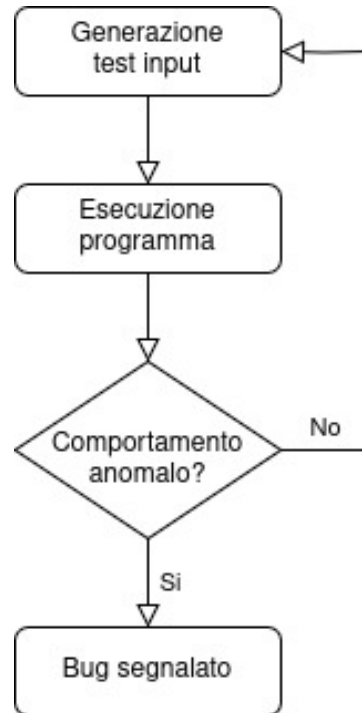 Generazione
test input
Esecuzione
programma
Comportamento
anomalo?
No
Si
Bug segnalato